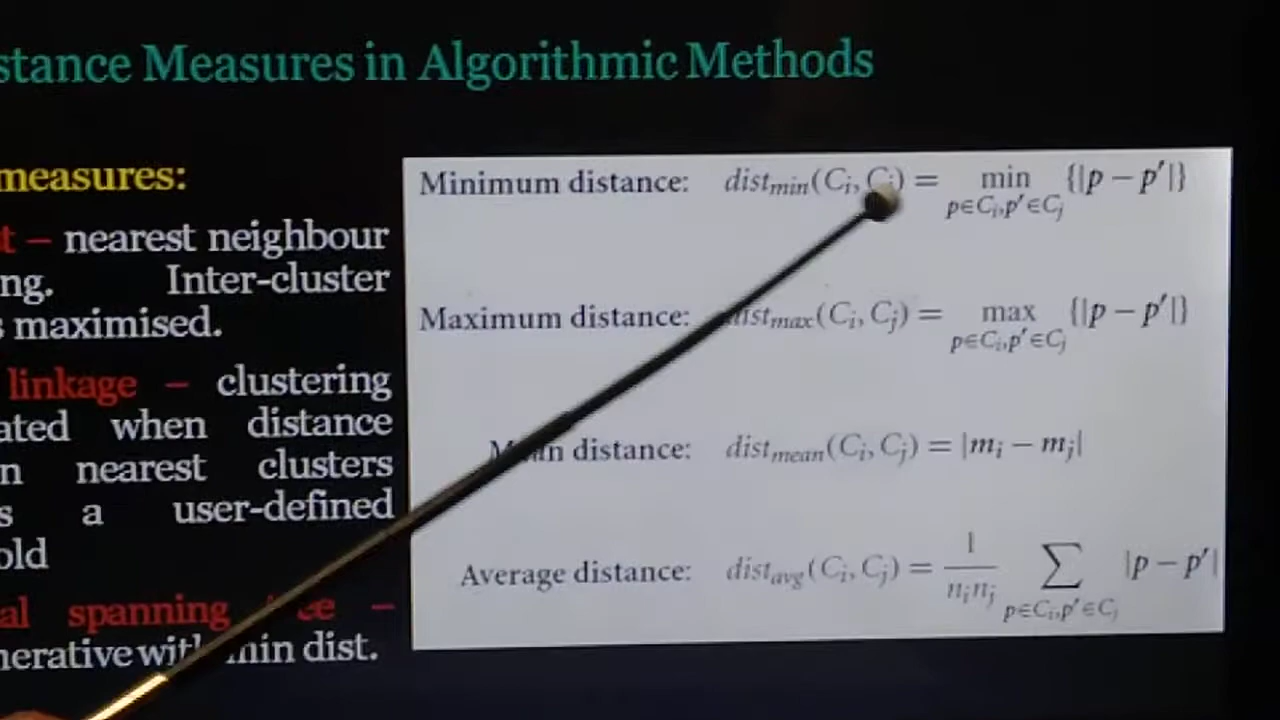 stance Measures in Algorithmic Methods
measures:
t – nearest neighbour
ng. Inter-cluster
s maximised.
linkage – clustering
ated when distance
n nearest clusters
s a user-defined
old
al spanning –
nerative with min dist.
Minimum distance: dist_min(C_i, C_j) = min {|p − p′|}
p∈C_i, p′∈C_j
Maximum distance: dist_max(C_i, C_j) = max {|p − p′|}
p∈C_i, p′∈C_j
Mean distance: dist_mean(C_i, C_j) = |m_i − m_j|
Average distance: dist_avg(C_i, C_j) = 1/(n_i n_j) ∑ |p − p′|
p∈C_i, p′∈C_j